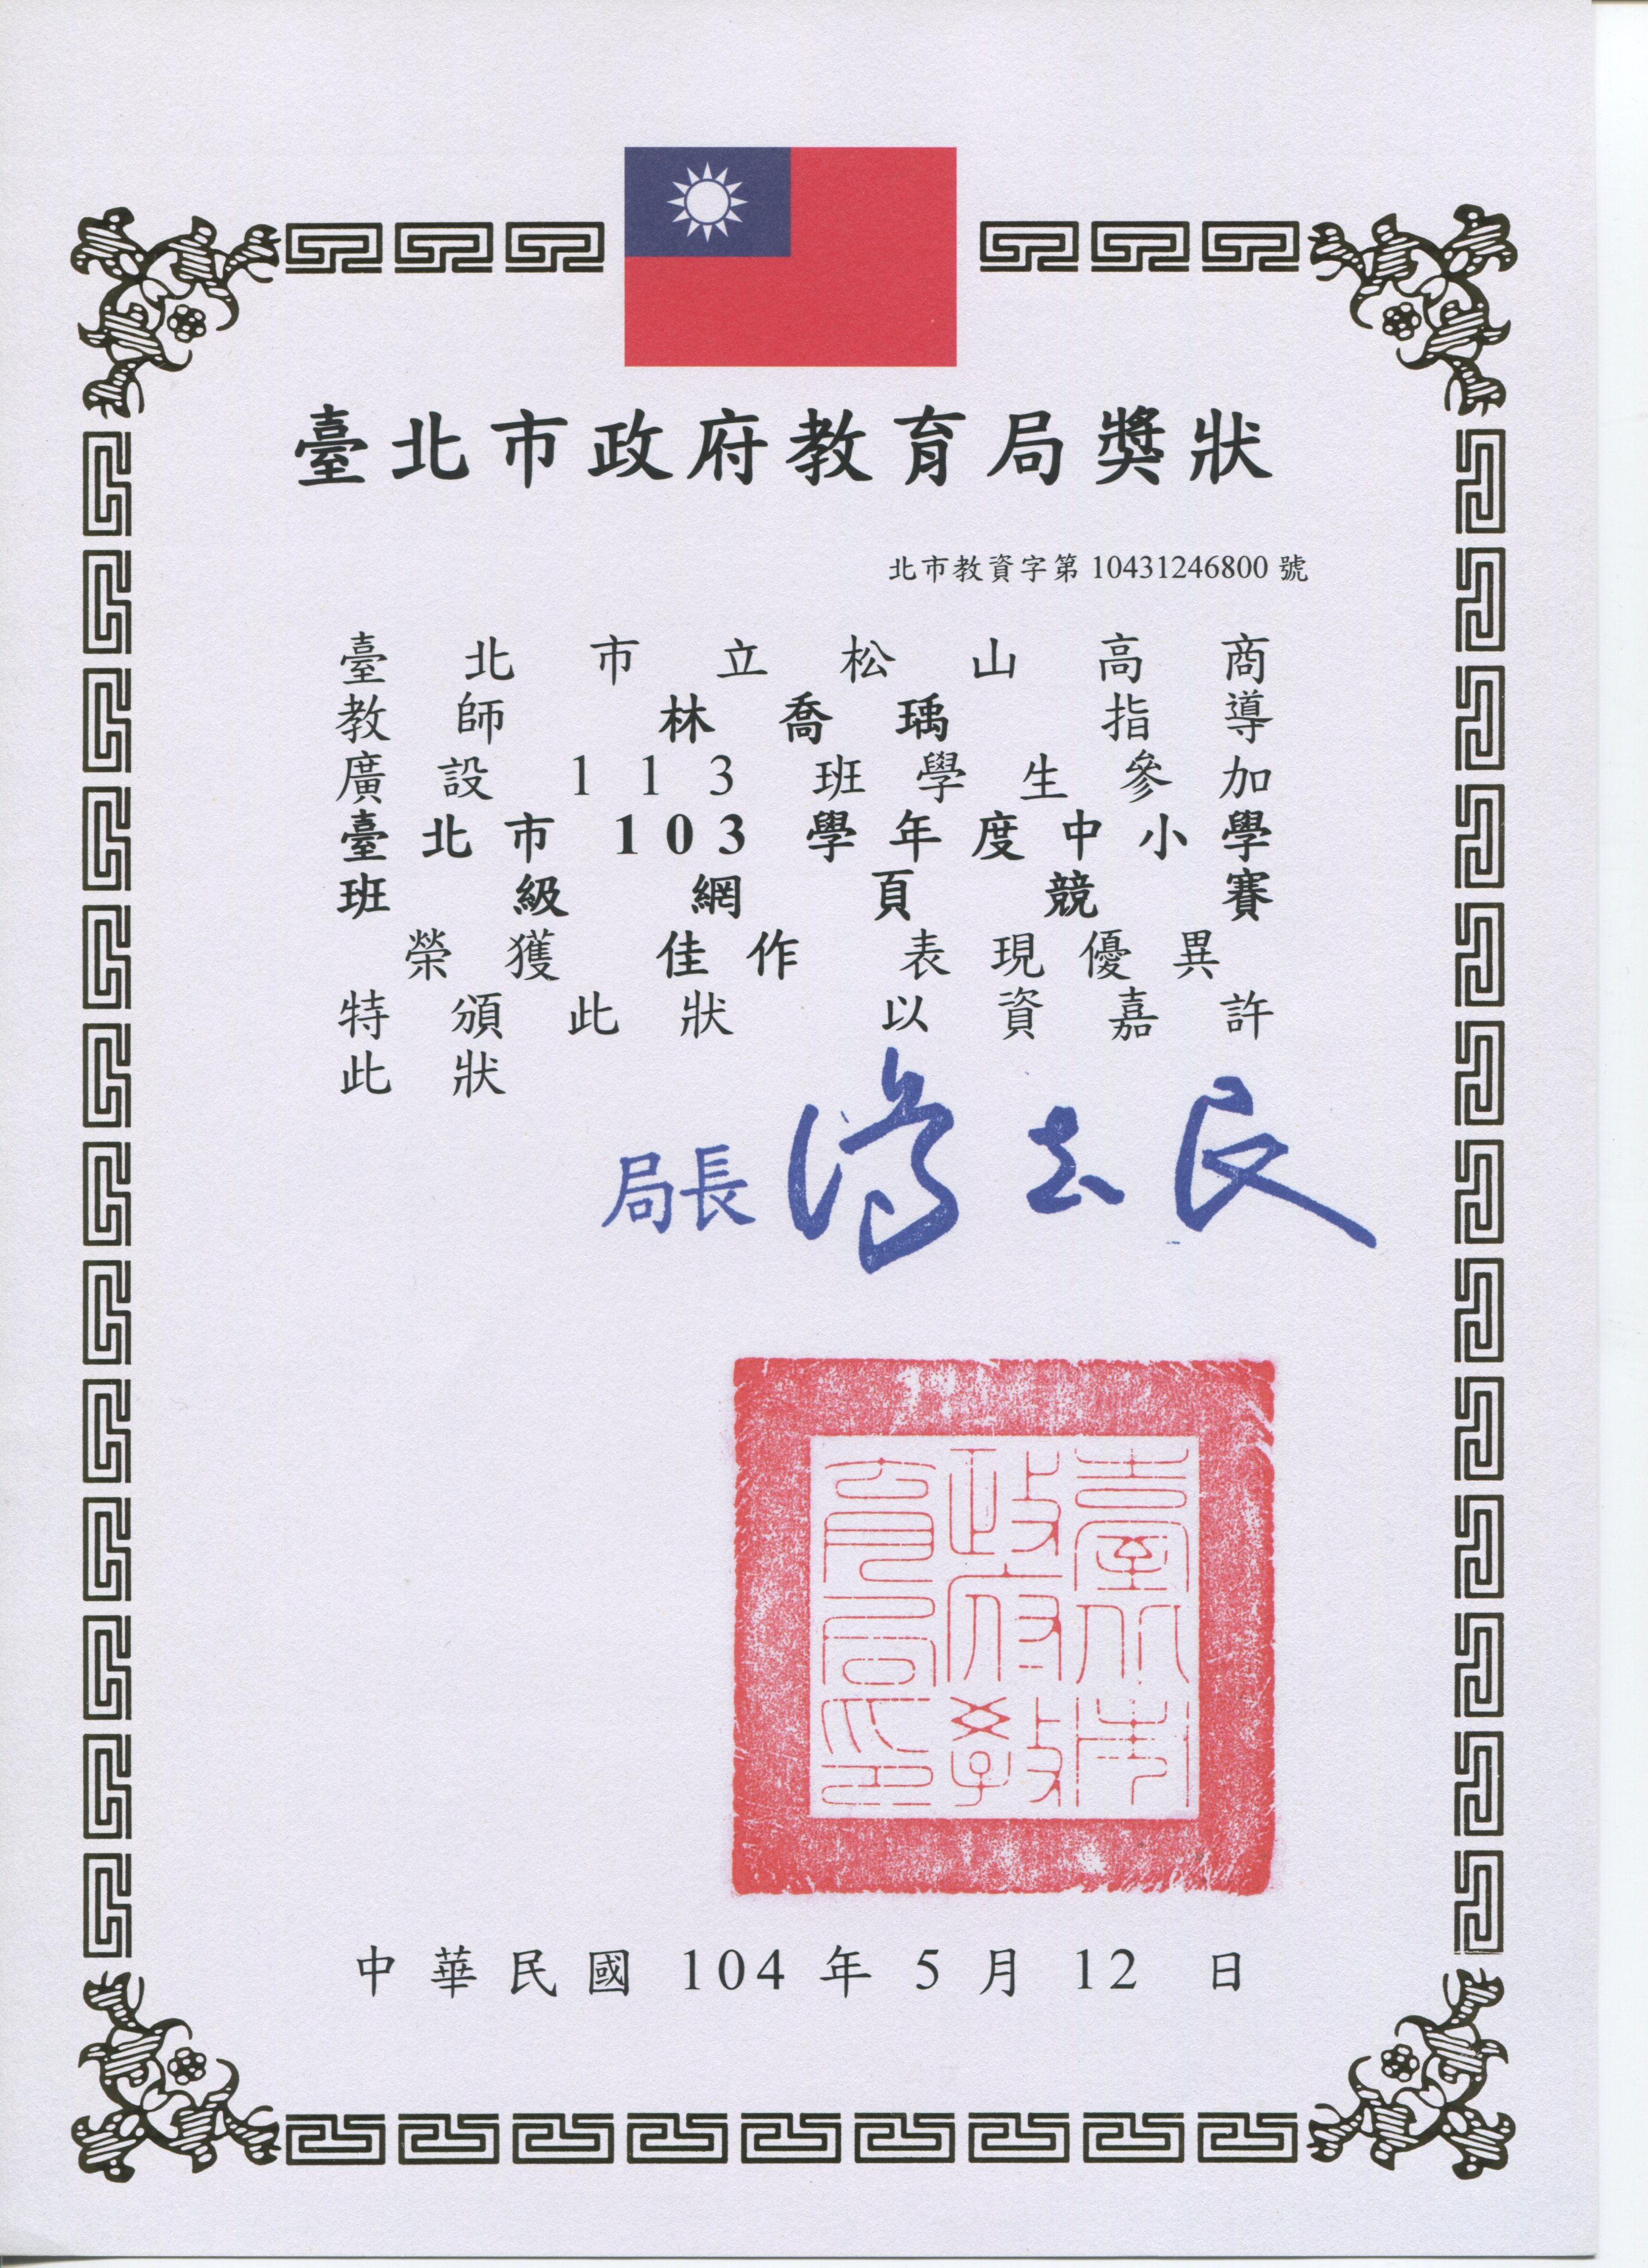 臺北市政府教育局獎狀
北市教資字第 10431246800 號
臺北市立松山高商
教師 林喬瑀 指導
廣設 113 班學生參加
臺北市 103 學年度中小學
班級網頁競賽
榮獲 佳作 表現優異
特頒此狀 以資嘉許
此狀
局長 湯志民
臺北市
政府教
育局印
中華民國 104 年 5 月 12 日